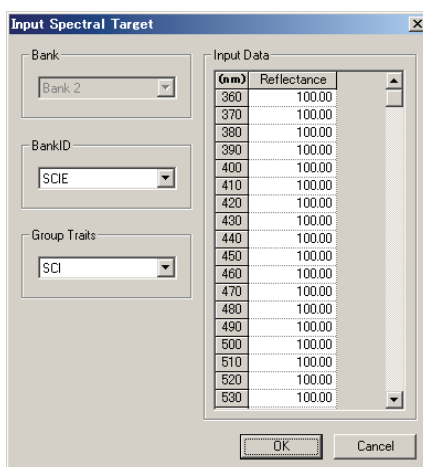 Input Spectral Target
Bank
Bank 2
BankID
SCIE
Group Traits
SCI
Input Data
(nm) Reflectance
360 100.00
370 100.00
380 100.00
390 100.00
400 100.00
410 100.00
420 100.00
430 100.00
440 100.00
450 100.00
460 100.00
470 100.00
480 100.00
490 100.00
500 100.00
510 100.00
520 100.00
530 100.00
OK Cancel